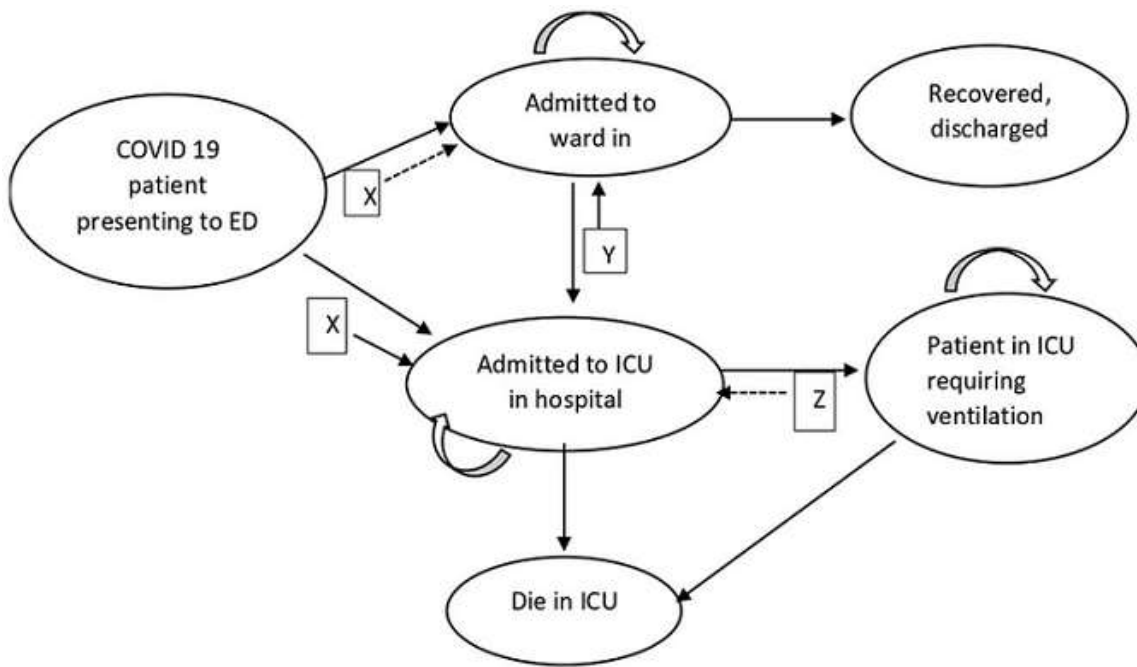 COVID 19
patient
presenting to ED
Admitted to
ward in
Recovered,
discharged
X
Y
X
Admitted to ICU
in hospital
Z
Patient in ICU
requiring
ventilation
Die in ICU